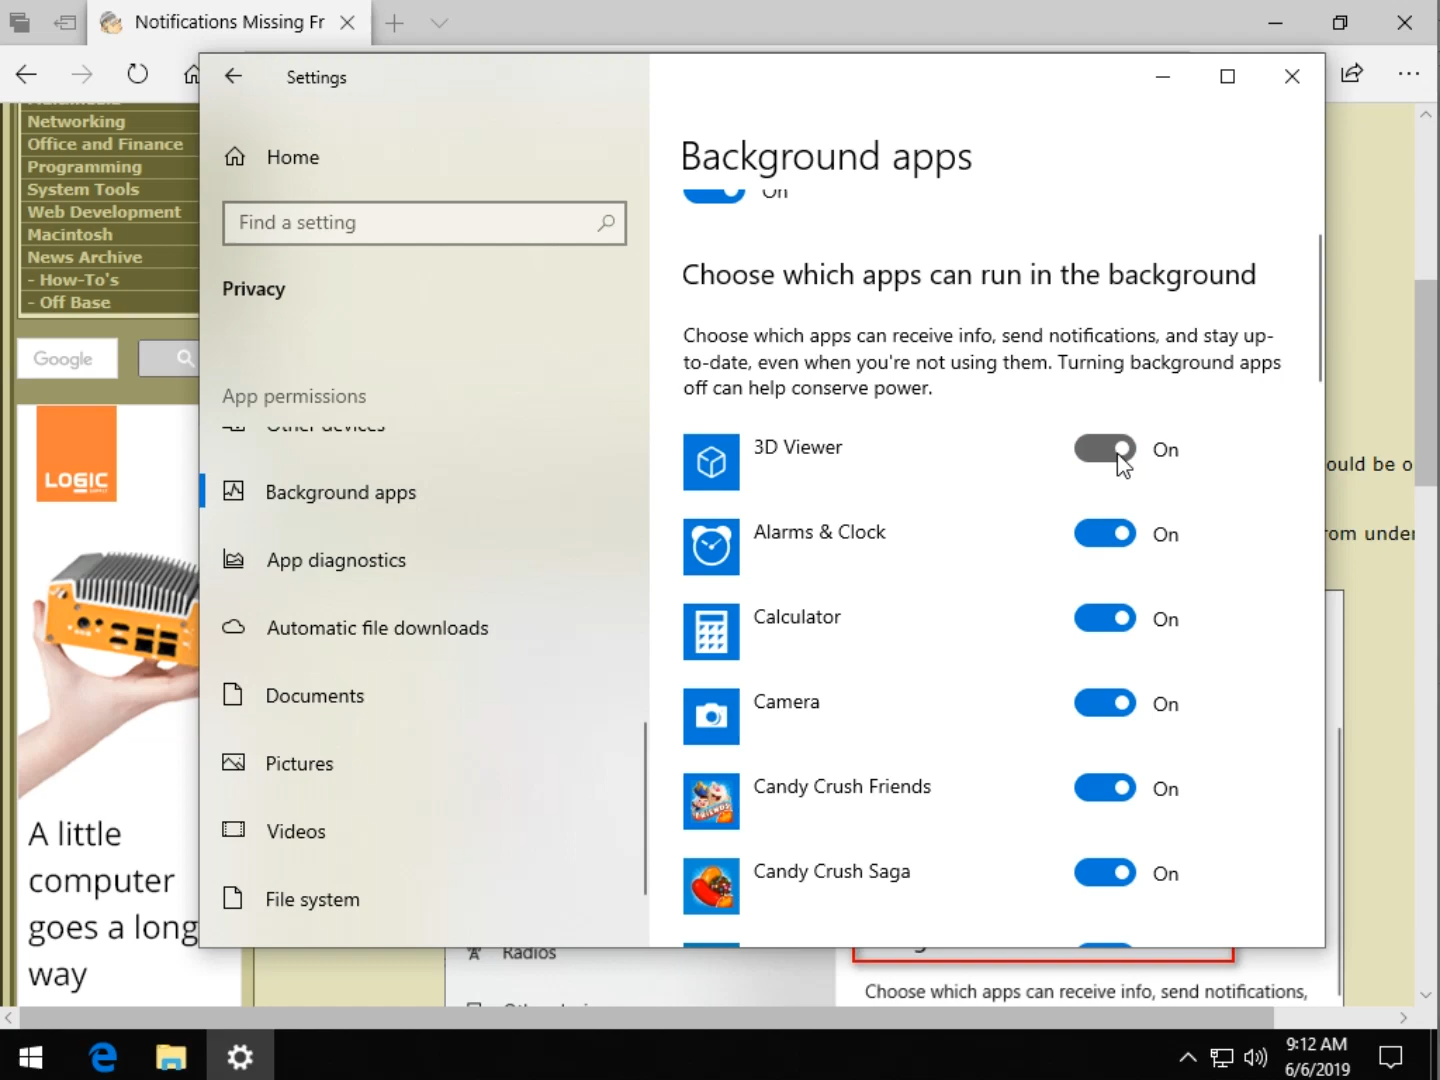 Notifications Missing Fr
Settings
Networking
Office and Finance
Programming
System Tools
Web Development
Macintosh
News Archive
- How-To's
- Off Base
Google
LOGIC
SUPPLY
A little
computer
goes a long
way
Home
Find a setting
Privacy
App permissions
Other devices
Background apps
App diagnostics
Automatic file downloads
Documents
Pictures
Videos
File system
Background apps
On
Choose which apps can run in the background
Choose which apps can receive info, send notifications, and stay up-
to-date, even when you're not using them. Turning background apps
off can help conserve power.
3D Viewer On
Alarms & Clock On
Calculator On
Camera On
Candy Crush Friends On
Candy Crush Saga On
ould be o
om under
Radios
Choose which apps can receive info, send notifications,
9:12 AM
6/6/2019